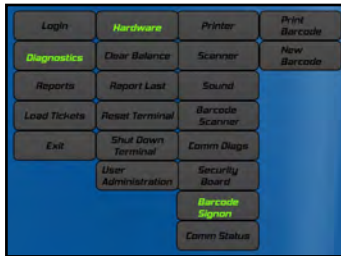 Login
Hardware
Printer
Print
Barcode
Diagnostics
Clear Balance
Scanner
New
Barcode
Reports
Report Last
Sound
Load Tickets
Reset Terminal
Barcode
Scanner
Exit
Shut Down
Terminal
Comm Diags
User
Administration
Security
Board
Barcode
Signon
Comm Status